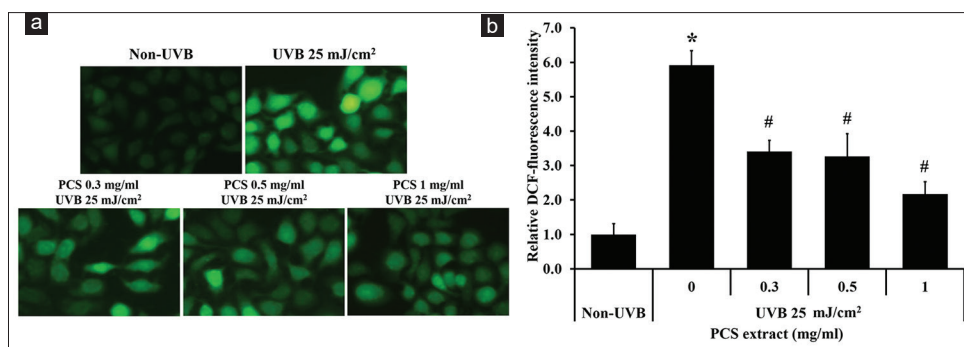 a
Non-UVB
UVB 25 mJ/cm²
PCS 0.3 mg/ml
UVB 25 mJ/cm²
PCS 0.5 mg/ml
UVB 25 mJ/cm²
PCS 1 mg/ml
UVB 25 mJ/cm²
b
Relative DCF-fluorescence intensity
7.0
6.0
5.0
4.0
3.0
2.0
1.0
0.0
*
#
#
#
0
0.3
0.5
1
Non-UVB
UVB 25 mJ/cm²
PCS extract (mg/ml)